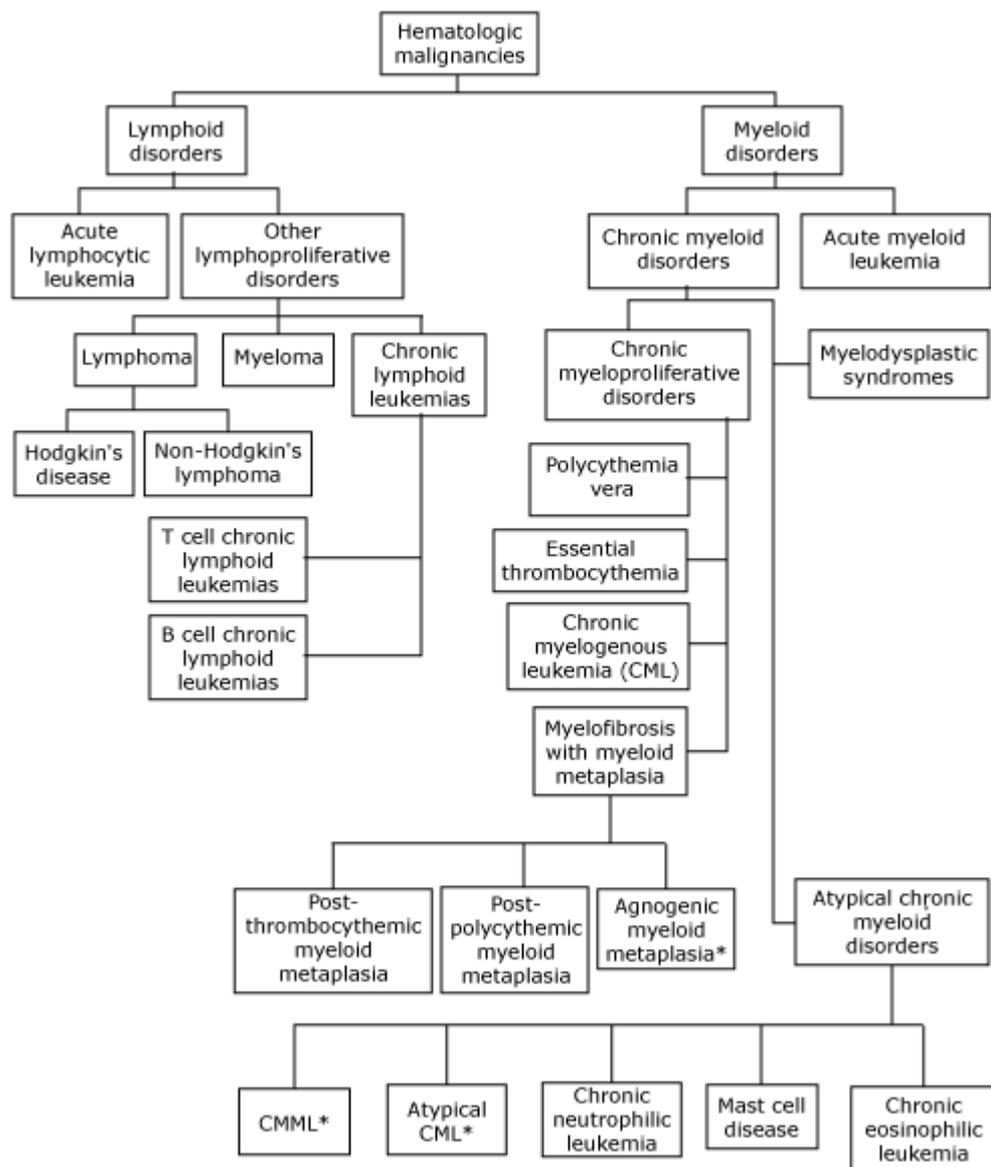 Hematologic
malignancies
Lymphoid
disorders
Myeloid
disorders
Acute
lymphocytic
leukemia
Other
lymphoproliferative
disorders
Chronic myeloid
disorders
Acute myeloid
leukemia
Lymphoma
Myeloma
Chronic
lymphoid
leukemias
Chronic
myeloproliferative
disorders
Myelodysplastic
syndromes
Hodgkin's
disease
Non-Hodgkin's
lymphoma
Polycythemia
vera
T cell chronic
lymphoid
leukemias
Essential
thrombocythemia
B cell chronic
lymphoid
leukemias
Chronic
myelogenous
leukemia (CML)
Myelofibrosis
with myeloid
metaplasia
Post-
thrombocythemic
myeloid
metaplasia
Post-
polycythemic
myeloid
metaplasia
Agnogenic
myeloid
metaplasia*
Atypical chronic
myeloid
disorders
CMML*
Atypical
CML*
Chronic
neutrophilic
leukemia
Mast cell
disease
Chronic
eosinophilic
leukemia